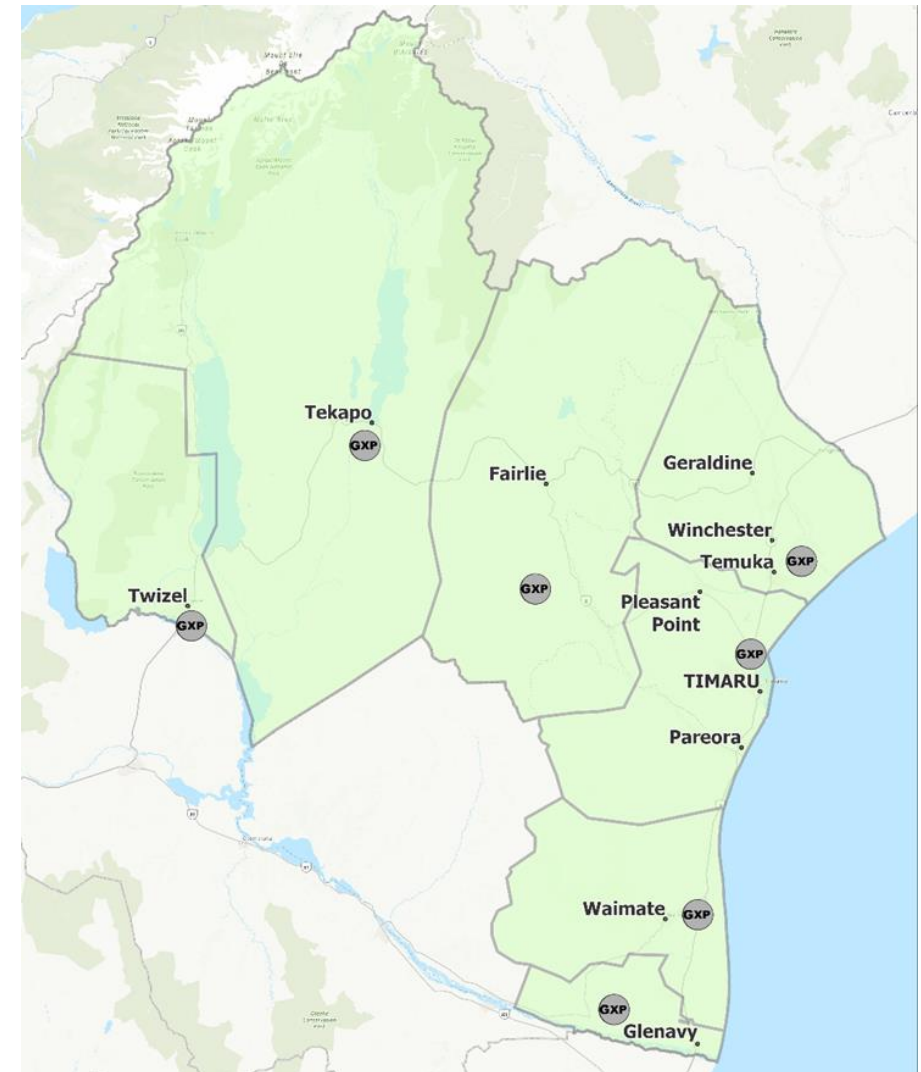 Tekapo
GXP
Fairlie
Geraldine
Winchester
Temuka
GXP
GXP
Twizel
GXP
Pleasant
Point
GXP
TIMARU
Pareora
Waimate
GXP
GXP
Glenavy